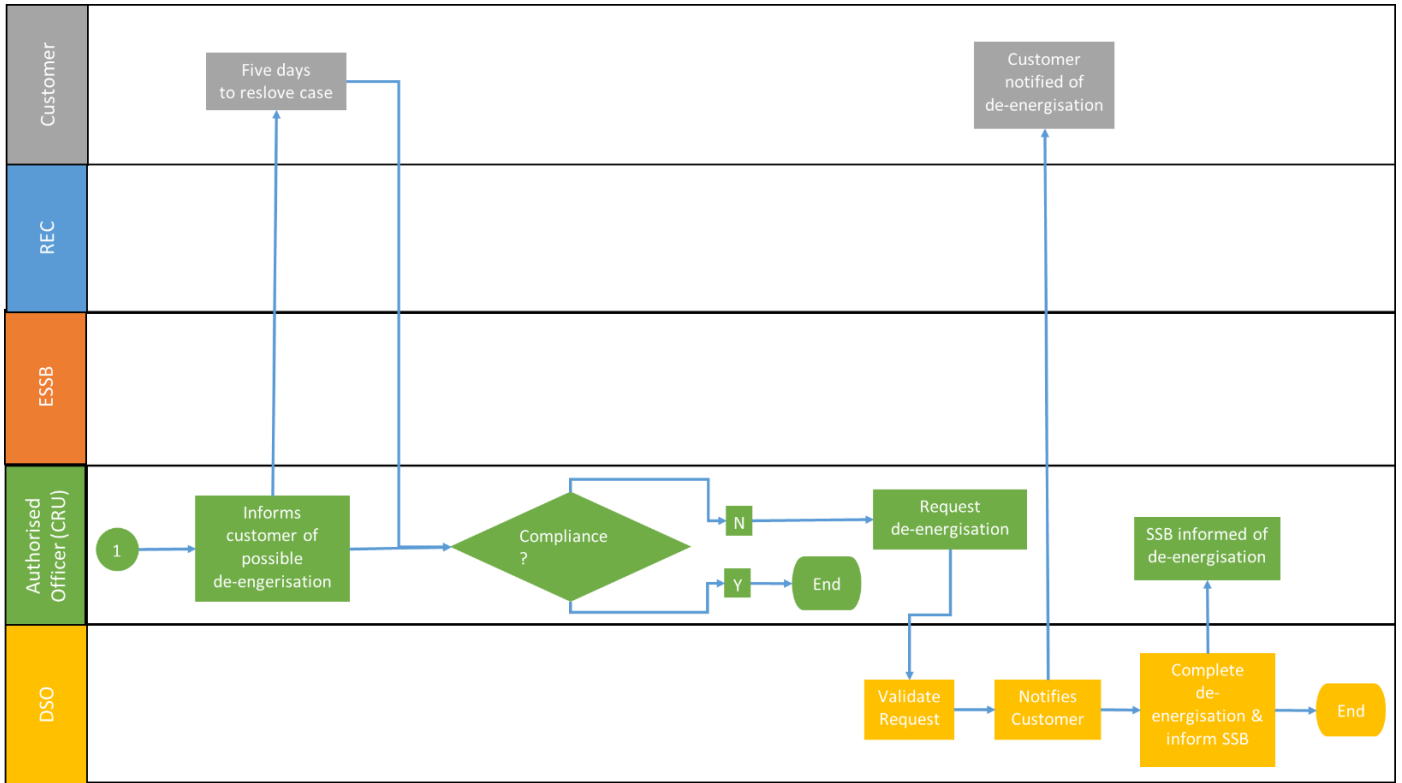 Customer
Five days
to reslove case
Customer
notified of
de-energisation
REC
ESSB
Authorised
Officer (CRU)
1
Informs
customer of
possible
de-engerisation
Compliance
?
N
Y
End
Request
de-energisation
SSB informed of
de-energisation
DSO
Validate
Request
Notifies
Customer
Complete
de-
energisation &
inform SSB
End